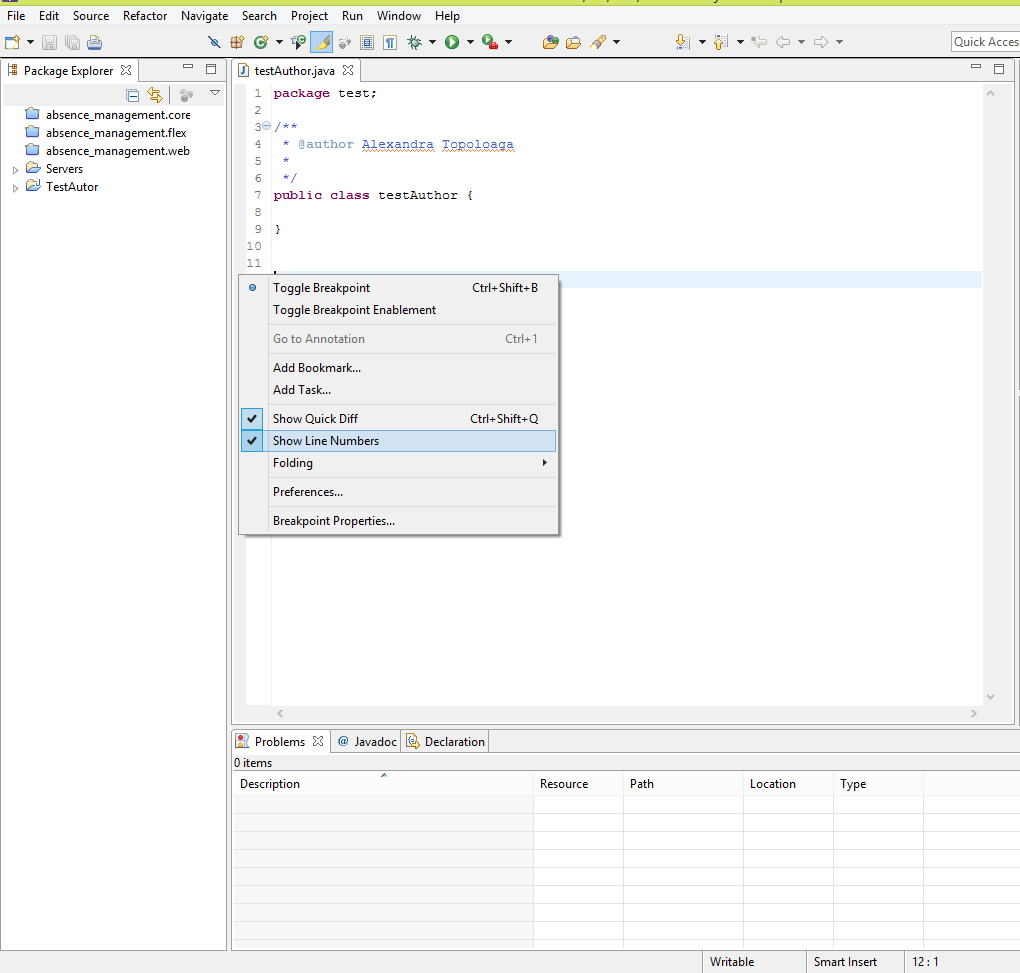 File Edit Source Refactor Navigate Search Project Run Window Help
Quick Acces
Package Explorer
absence_management.core
absence_management.flex
absence_management.web
Servers
TestAutor
testAuthor.java
1 package test;
2
3 /**
4 * @author Alexandra Topoloaga
5 *
6 */
7 public class testAuthor {
8
9 }
10
11
Toggle Breakpoint Ctrl+Shift+B
Toggle Breakpoint Enablement
Go to Annotation Ctrl+1
Add Bookmark...
Add Task...
Show Quick Diff Ctrl+Shift+Q
Show Line Numbers
Folding
Preferences...
Breakpoint Properties...
Problems @ Javadoc Declaration
0 items
Description Resource Path Location Type
Writable Smart Insert 12 : 1